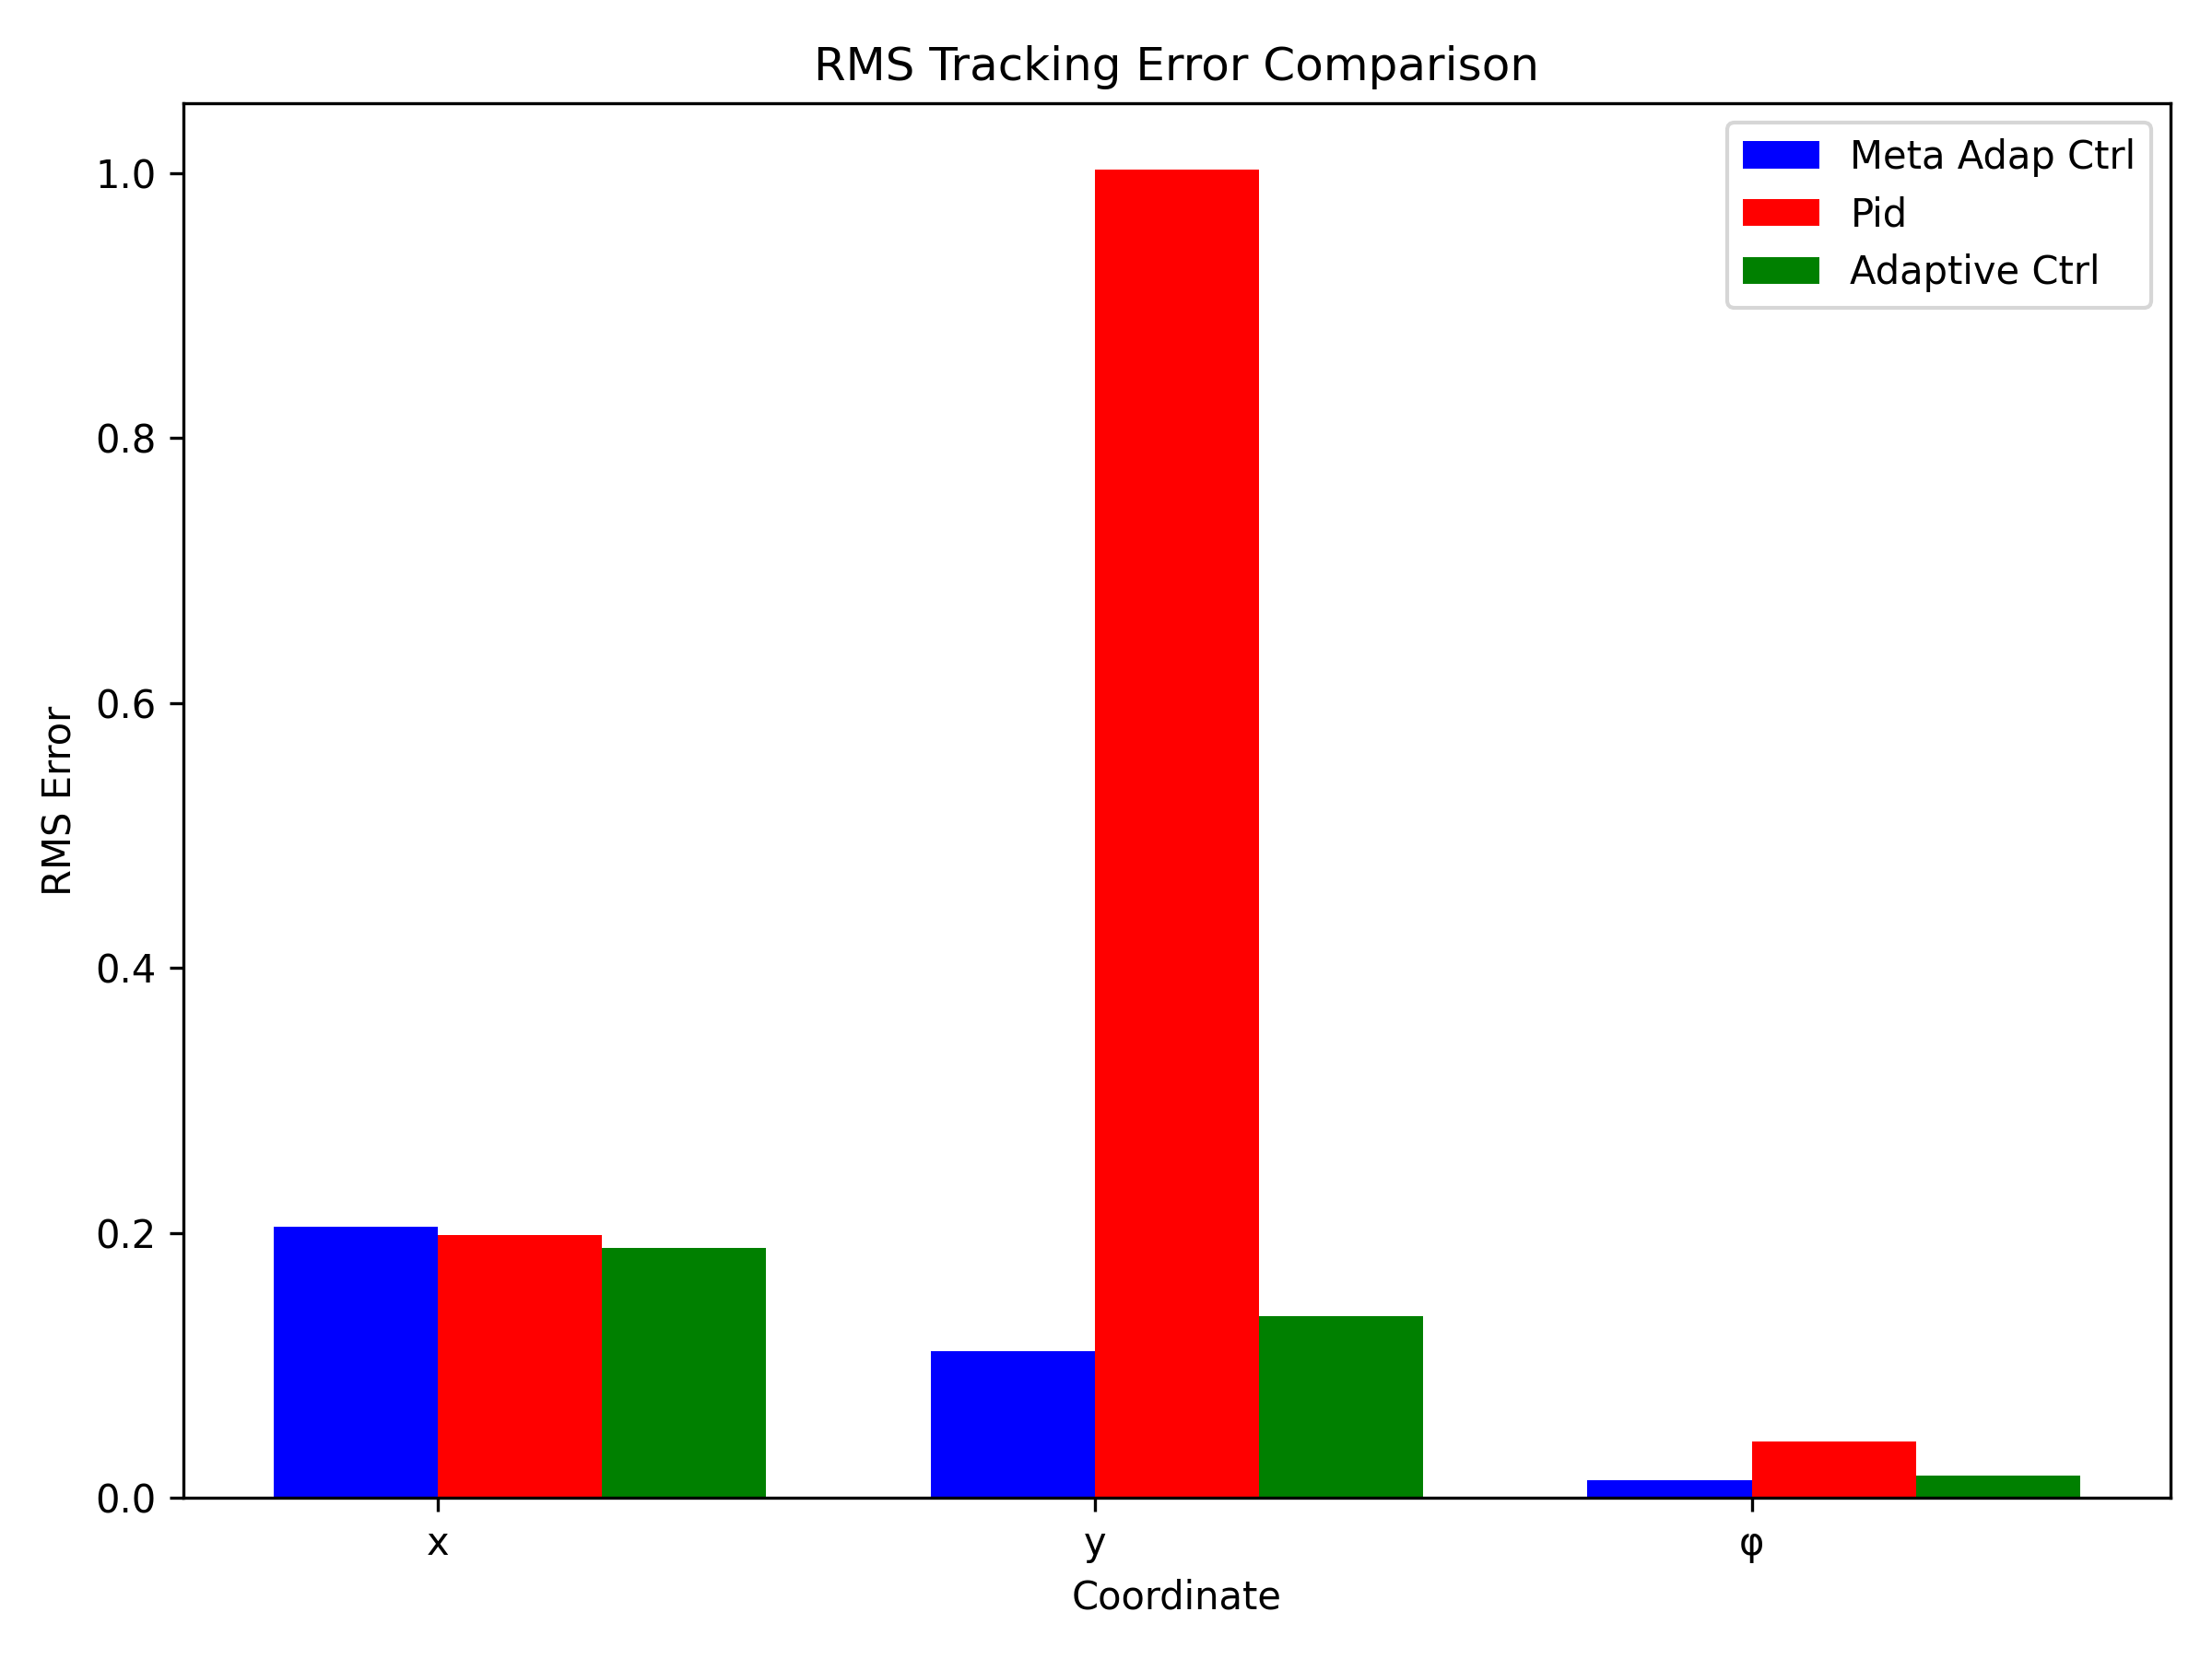 RMS Tracking Error Comparison
Meta Adap Ctrl
Pid
Adaptive Ctrl
RMS Error
1.0
0.8
0.6
0.4
0.2
0.0
x
y
φ
Coordinate